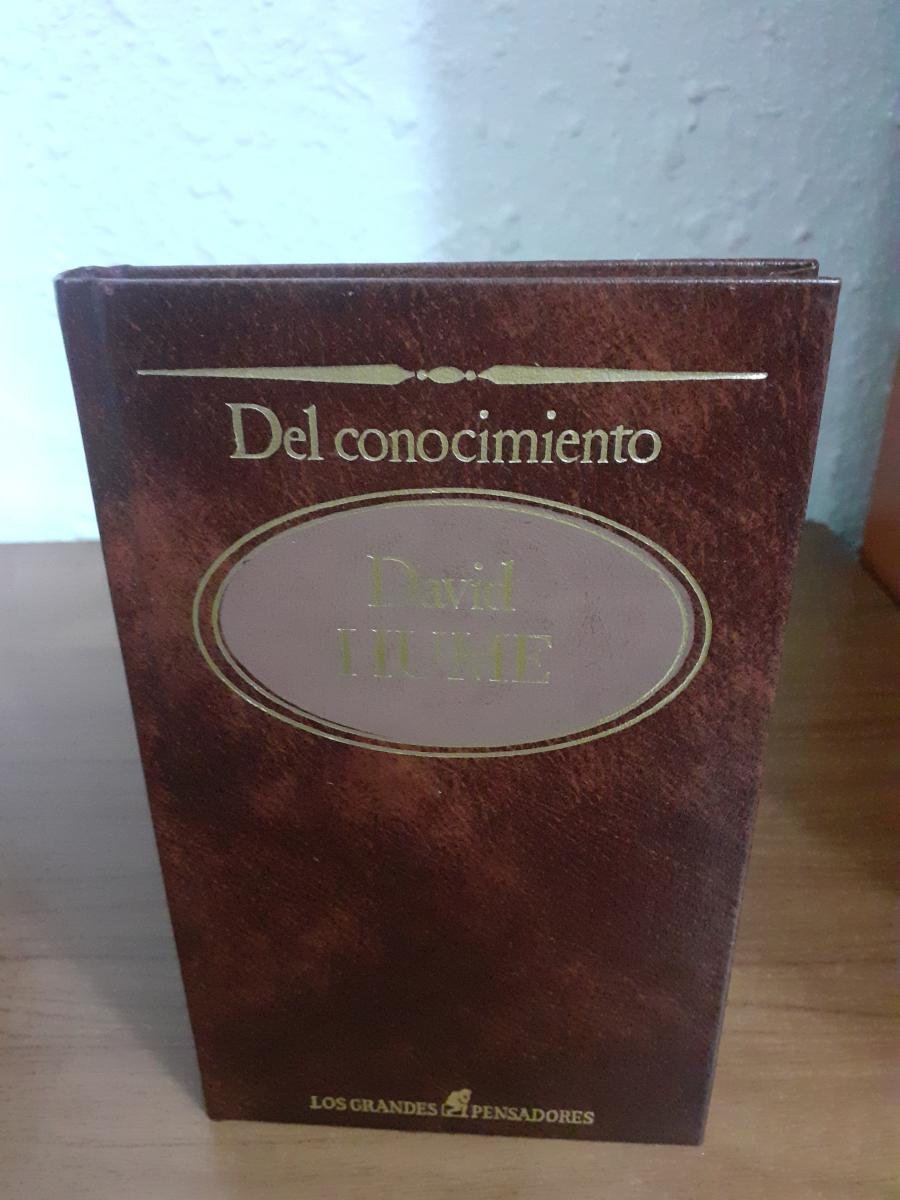 Del conocimiento
David
HUME
LOS GRANDES PENSADORES